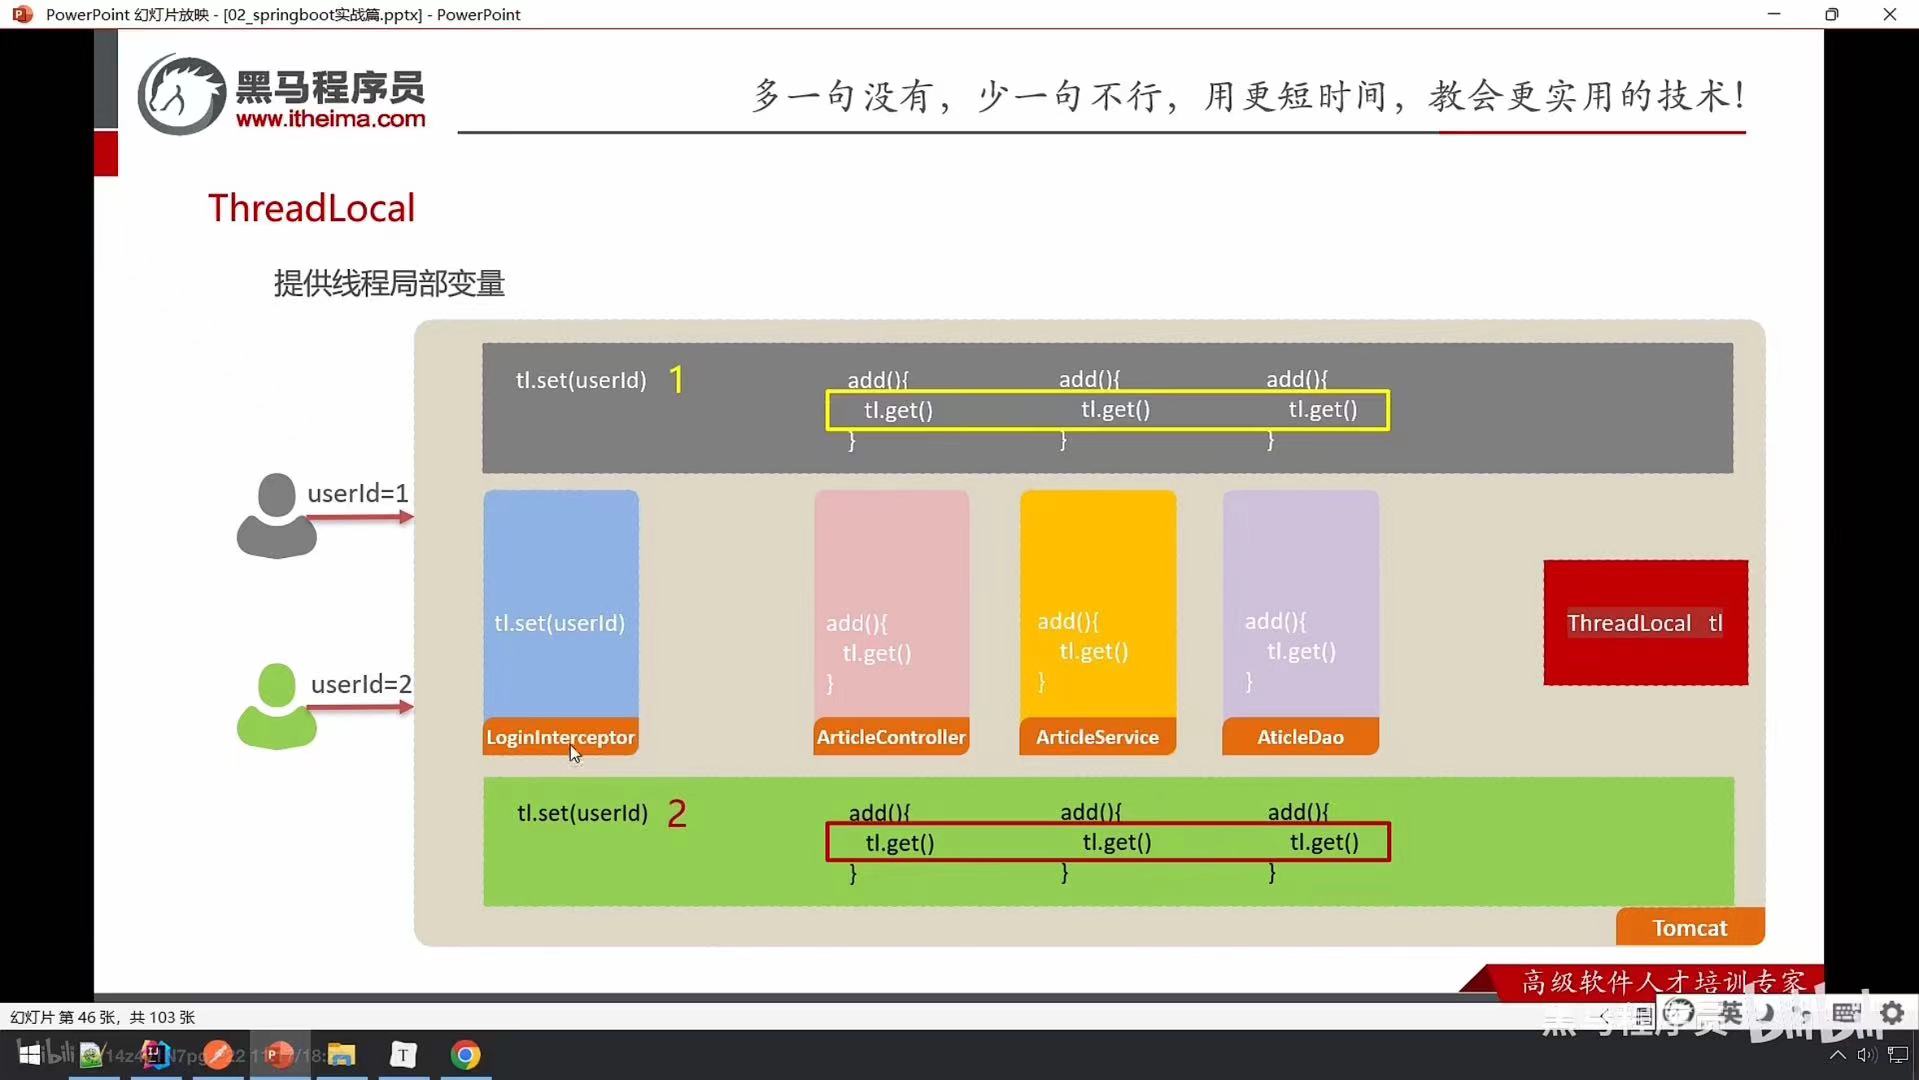 PowerPoint 幻灯片放映 - [02_springboot实战篇.pptx] - PowerPoint
黑马程序员
www.itheima.com
多一句没有，少一句不行，用更短时间，教会更实用的技术！
ThreadLocal
提供线程局部变量
tl.set(userId) 1
add(){ add(){ add(){
tl.get() tl.get() tl.get()
} } }
userId=1
userId=2
tl.set(userId)
LoginInterceptor
add(){
tl.get()
}
ArticleController
add(){
tl.get()
}
ArticleService
add(){
tl.get()
}
AticleDao
ThreadLocal tl
tl.set(userId) 2
add(){ add(){ add(){
tl.get() tl.get() tl.get()
} } }
Tomcat
高级软件人才培训专家
幻灯片 第 46 张，共 103 张
黑马程序员 bilibili
英
bilibili
T